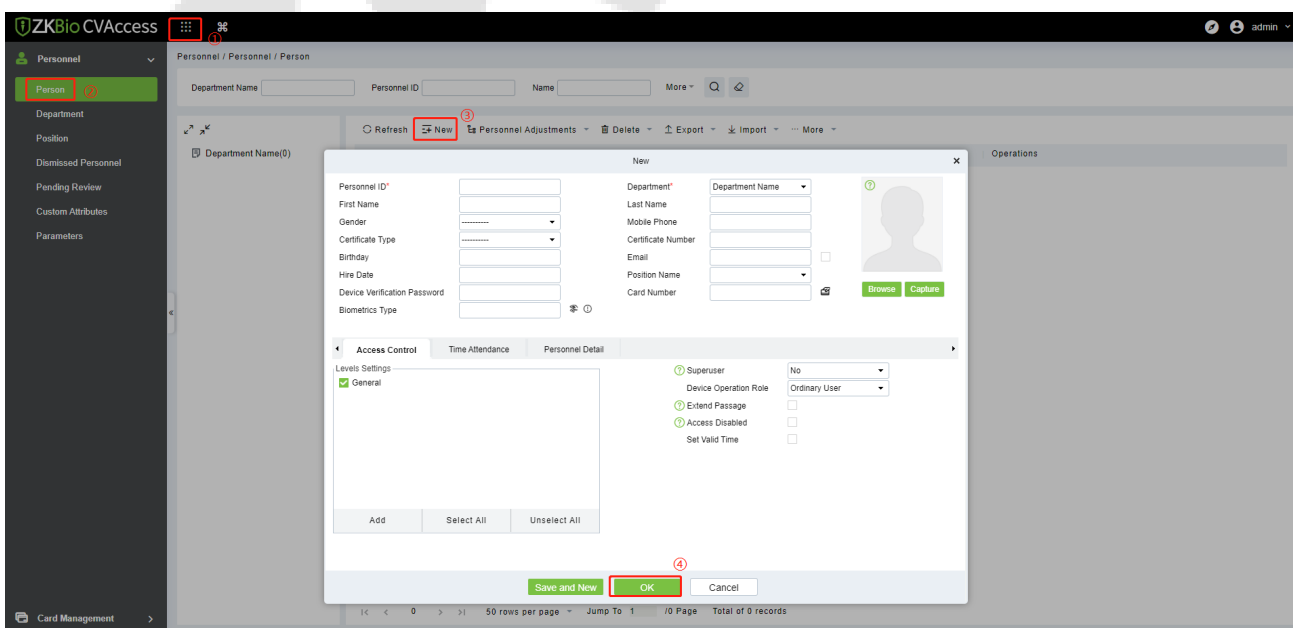 ZKBio CVAccess
①
admin
Personnel
Person ②
Department
Position
Dismissed Personnel
Pending Review
Custom Attributes
Parameters
Card Management
Personnel / Personnel / Person
Department Name Personnel ID Name More
③
Refresh New Personnel Adjustments Delete Export Import ··· More
Department Name(0)
Operations
New
Personnel ID* Department* Department Name
First Name Last Name
Gender ---------- Mobile Phone
Certificate Type ---------- Certificate Number
Birthday Email
Hire Date Position Name
Device Verification Password Card Number
Browse Capture
Biometrics Type
Access Control Time Attendance Personnel Detail
Levels Settings
General
Superuser No
Device Operation Role Ordinary User
Extend Passage
Access Disabled
Set Valid Time
Add Select All Unselect All
④
Save and New OK Cancel
|< < 0 > >| 50 rows per page Jump To 1 /0 Page Total of 0 records